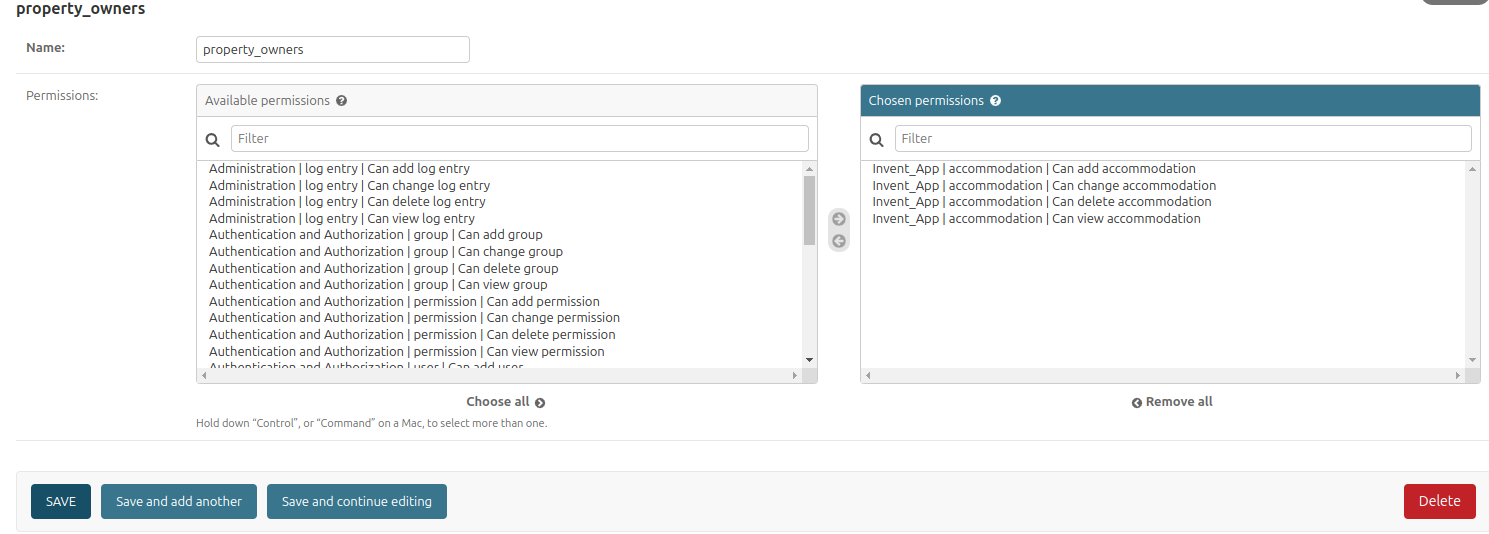 property_owners
Name:
property_owners
Permissions:
Available permissions
Filter
Administration | log entry | Can add log entry
Administration | log entry | Can change log entry
Administration | log entry | Can delete log entry
Administration | log entry | Can view log entry
Authentication and Authorization | group | Can add group
Authentication and Authorization | group | Can change group
Authentication and Authorization | group | Can delete group
Authentication and Authorization | group | Can view group
Authentication and Authorization | permission | Can add permission
Authentication and Authorization | permission | Can change permission
Authentication and Authorization | permission | Can delete permission
Authentication and Authorization | permission | Can view permission
Authentication and Authorization | user | Can add user
Choose all
Hold down “Control”, or “Command” on a Mac, to select more than one.
Chosen permissions
Filter
Invent_App | accommodation | Can add accommodation
Invent_App | accommodation | Can change accommodation
Invent_App | accommodation | Can delete accommodation
Invent_App | accommodation | Can view accommodation
Remove all
SAVE
Save and add another
Save and continue editing
Delete